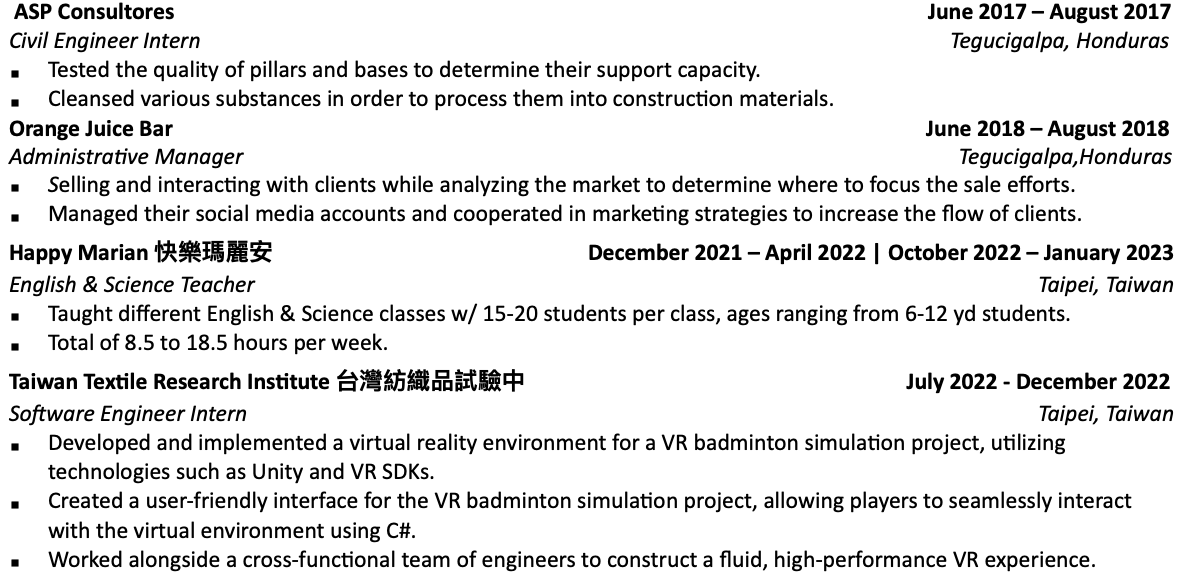 ASP Consultores June 2017 – August 2017
Civil Engineer Intern Tegucigalpa, Honduras
▪ Tested the quality of pillars and bases to determine their support capacity.
▪ Cleansed various substances in order to process them into construction materials.
Orange Juice Bar June 2018 – August 2018
Administrative Manager Tegucigalpa,Honduras
▪ Selling and interacting with clients while analyzing the market to determine where to focus the sale efforts.
▪ Managed their social media accounts and cooperated in marketing strategies to increase the flow of clients.
Happy Marian 快樂瑪麗安 December 2021 – April 2022 | October 2022 – January 2023
English & Science Teacher Taipei, Taiwan
▪ Taught different English & Science classes w/ 15-20 students per class, ages ranging from 6-12 yd students.
▪ Total of 8.5 to 18.5 hours per week.
Taiwan Textile Research Institute 台灣紡織品試驗中 July 2022 - December 2022
Software Engineer Intern Taipei, Taiwan
▪ Developed and implemented a virtual reality environment for a VR badminton simulation project, utilizing
technologies such as Unity and VR SDKs.
▪ Created a user-friendly interface for the VR badminton simulation project, allowing players to seamlessly interact
with the virtual environment using C#.
▪ Worked alongside a cross-functional team of engineers to construct a fluid, high-performance VR experience.